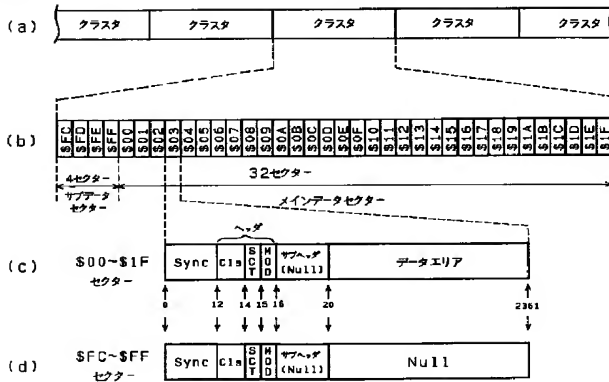 (a) クラスタ クラスタ クラスタ クラスタ クラスタ
(b) $FC $FD $FE $FF $00 $01 $02 $03 $04 $05 $06 $07 $08 $09 $0A $0B $0C $0D $0E $0F $10 $11 $12 $13 $14 $15 $16 $17 $18 $19 $1A $1B $1C $1D $1E $1F
4セクター 32セクター
サブデータ メインデータセクター
セクター
ヘッダ
(c) $00~$1F Sync Cls SCT MOD サブヘッダ データエリア
セクター (Null)
0 12 14 15 16 20 2361
(d) $FC~$FF Sync Cls SCT MOD サブヘッダ Null
セクター (Null)